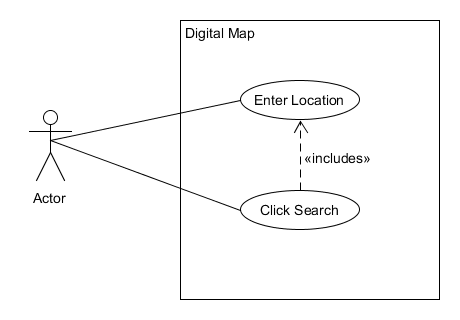 Digital Map
Enter Location
«includes»
Actor
Click Search